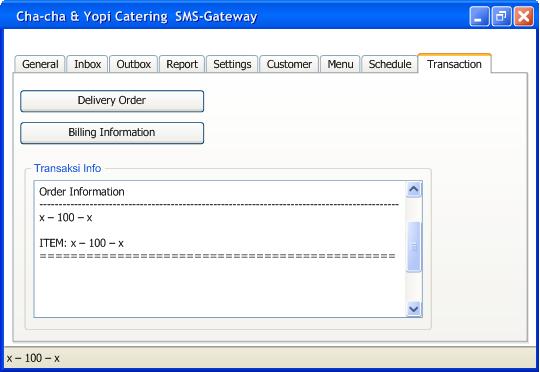 Cha-cha & Yopi Catering SMS-Gateway
General Inbox Outbox Report Settings Customer Menu Schedule Transaction
Delivery Order
Billing Information
Transaksi Info
Order Information
--------------------------------------------------------------------------------------------
x – 100 – x
ITEM: x – 100 – x
==============================================
x – 100 – x